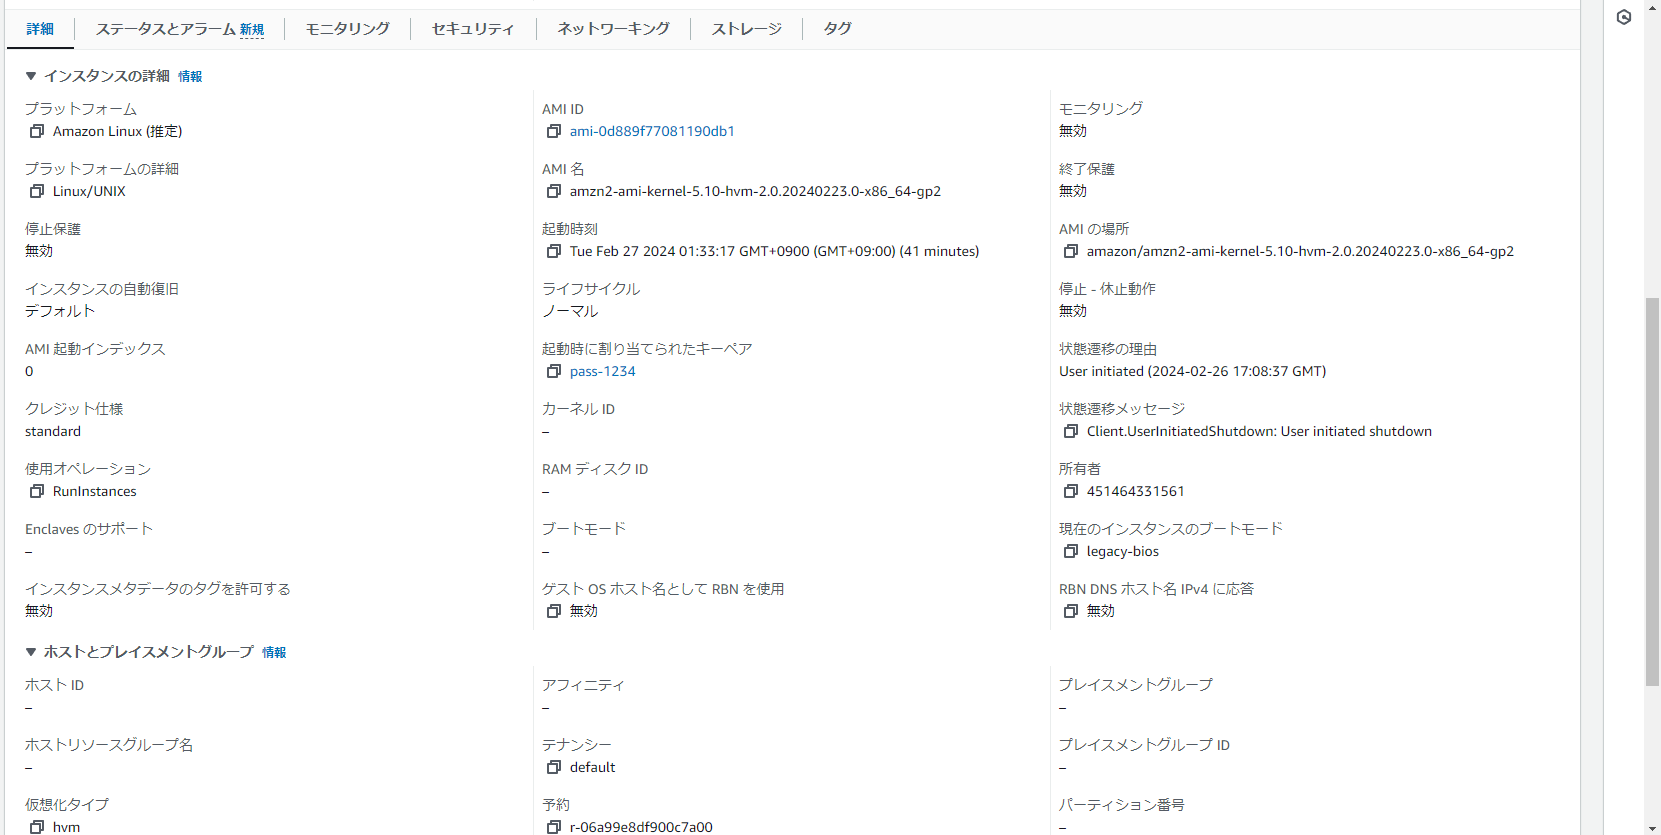 詳細 ステータスとアラーム 新規 モニタリング セキュリティ ネットワーキング ストレージ タグ
▼ インスタンスの詳細 情報
プラットフォーム
Amazon Linux (推定)
AMI ID
ami-0d889f77081190db1
モニタリング
無効
プラットフォームの詳細
Linux/UNIX
AMI 名
amzn2-ami-kernel-5.10-hvm-2.0.20240223.0-x86_64-gp2
終了保護
無効
停止保護
無効
起動時刻
Tue Feb 27 2024 01:33:17 GMT+0900 (GMT+09:00) (41 minutes)
AMI の場所
amazon/amzn2-ami-kernel-5.10-hvm-2.0.20240223.0-x86_64-gp2
インスタンスの自動復旧
デフォルト
ライフサイクル
ノーマル
停止 - 休止動作
無効
AMI 起動インデックス
0
起動時に割り当てられたキーペア
pass-1234
状態遷移の理由
User initiated (2024-02-26 17:08:37 GMT)
クレジット仕様
standard
カーネル ID
–
状態遷移メッセージ
Client.UserInitiatedShutdown: User initiated shutdown
使用オペレーション
RunInstances
RAM ディスク ID
–
所有者
451464331561
Enclaves のサポート
–
ブートモード
–
現在のインスタンスのブートモード
legacy-bios
インスタンスメタデータのタグを許可する
無効
ゲスト OS ホスト名として RBN を使用
無効
RBN DNS ホスト名 IPv4 に応答
無効
▼ ホストとプレイスメントグループ 情報
ホスト ID
–
アフィニティ
–
プレイスメントグループ
–
ホストリソースグループ名
–
テナンシー
default
プレイスメントグループ ID
–
仮想化タイプ
hvm
予約
r-06a99e8df900c7a00
パーティション番号
–